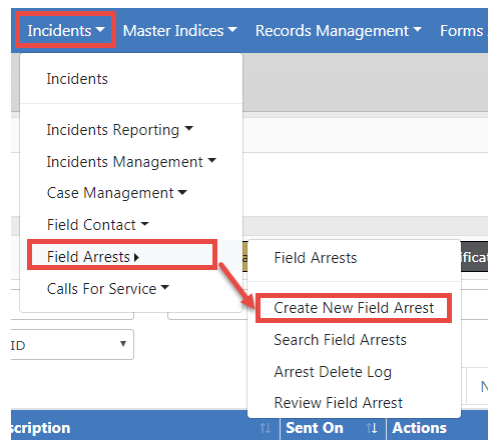 Incidents Master Indices Records Management Forms
Incidents
Incidents Reporting
Incidents Management
Case Management
Field Contact
Field Arrests
Calls For Service
Field Arrests
Create New Field Arrest
Search Field Arrests
Arrest Delete Log
Review Field Arrest
ificat
ID
N
scription Sent On Actions